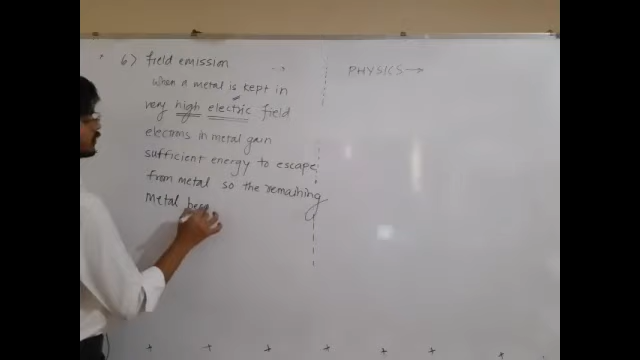 6> Field emission
When a metal is kept in
very high electric field
electrons in metal gain
sufficient energy to escape
from metal so the remaining
metal
PHYSICS →